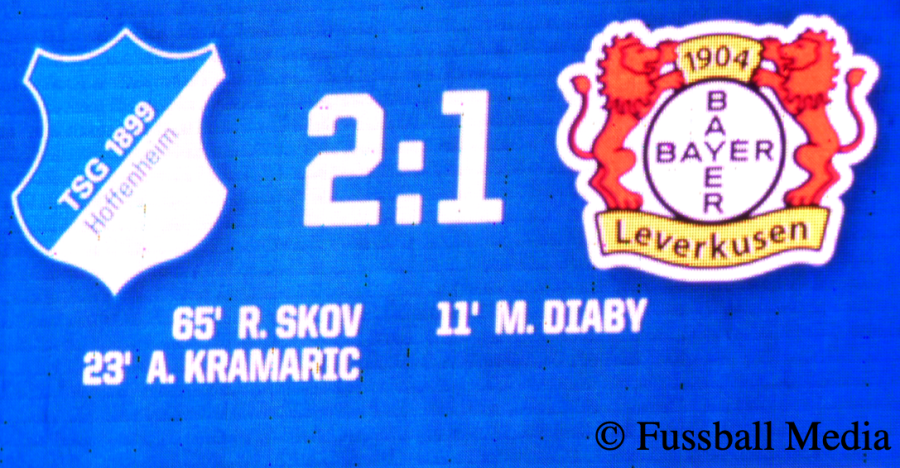 TSG 1899
Hoffenheim
2:1
1904
BAYER
BAYER
Leverkusen
65' R. SKOV
23' A. KRAMARIC
11' M. DIABY
© Fussball Media